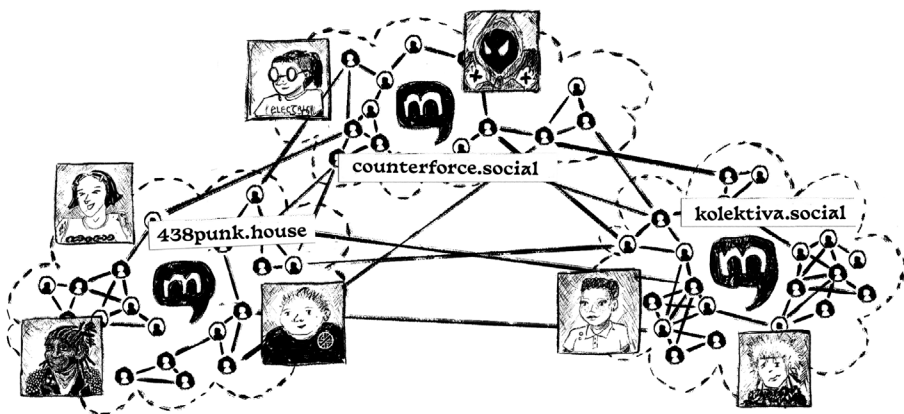 counterforce.social
kolektiva.social
438punk.house
m
m
m